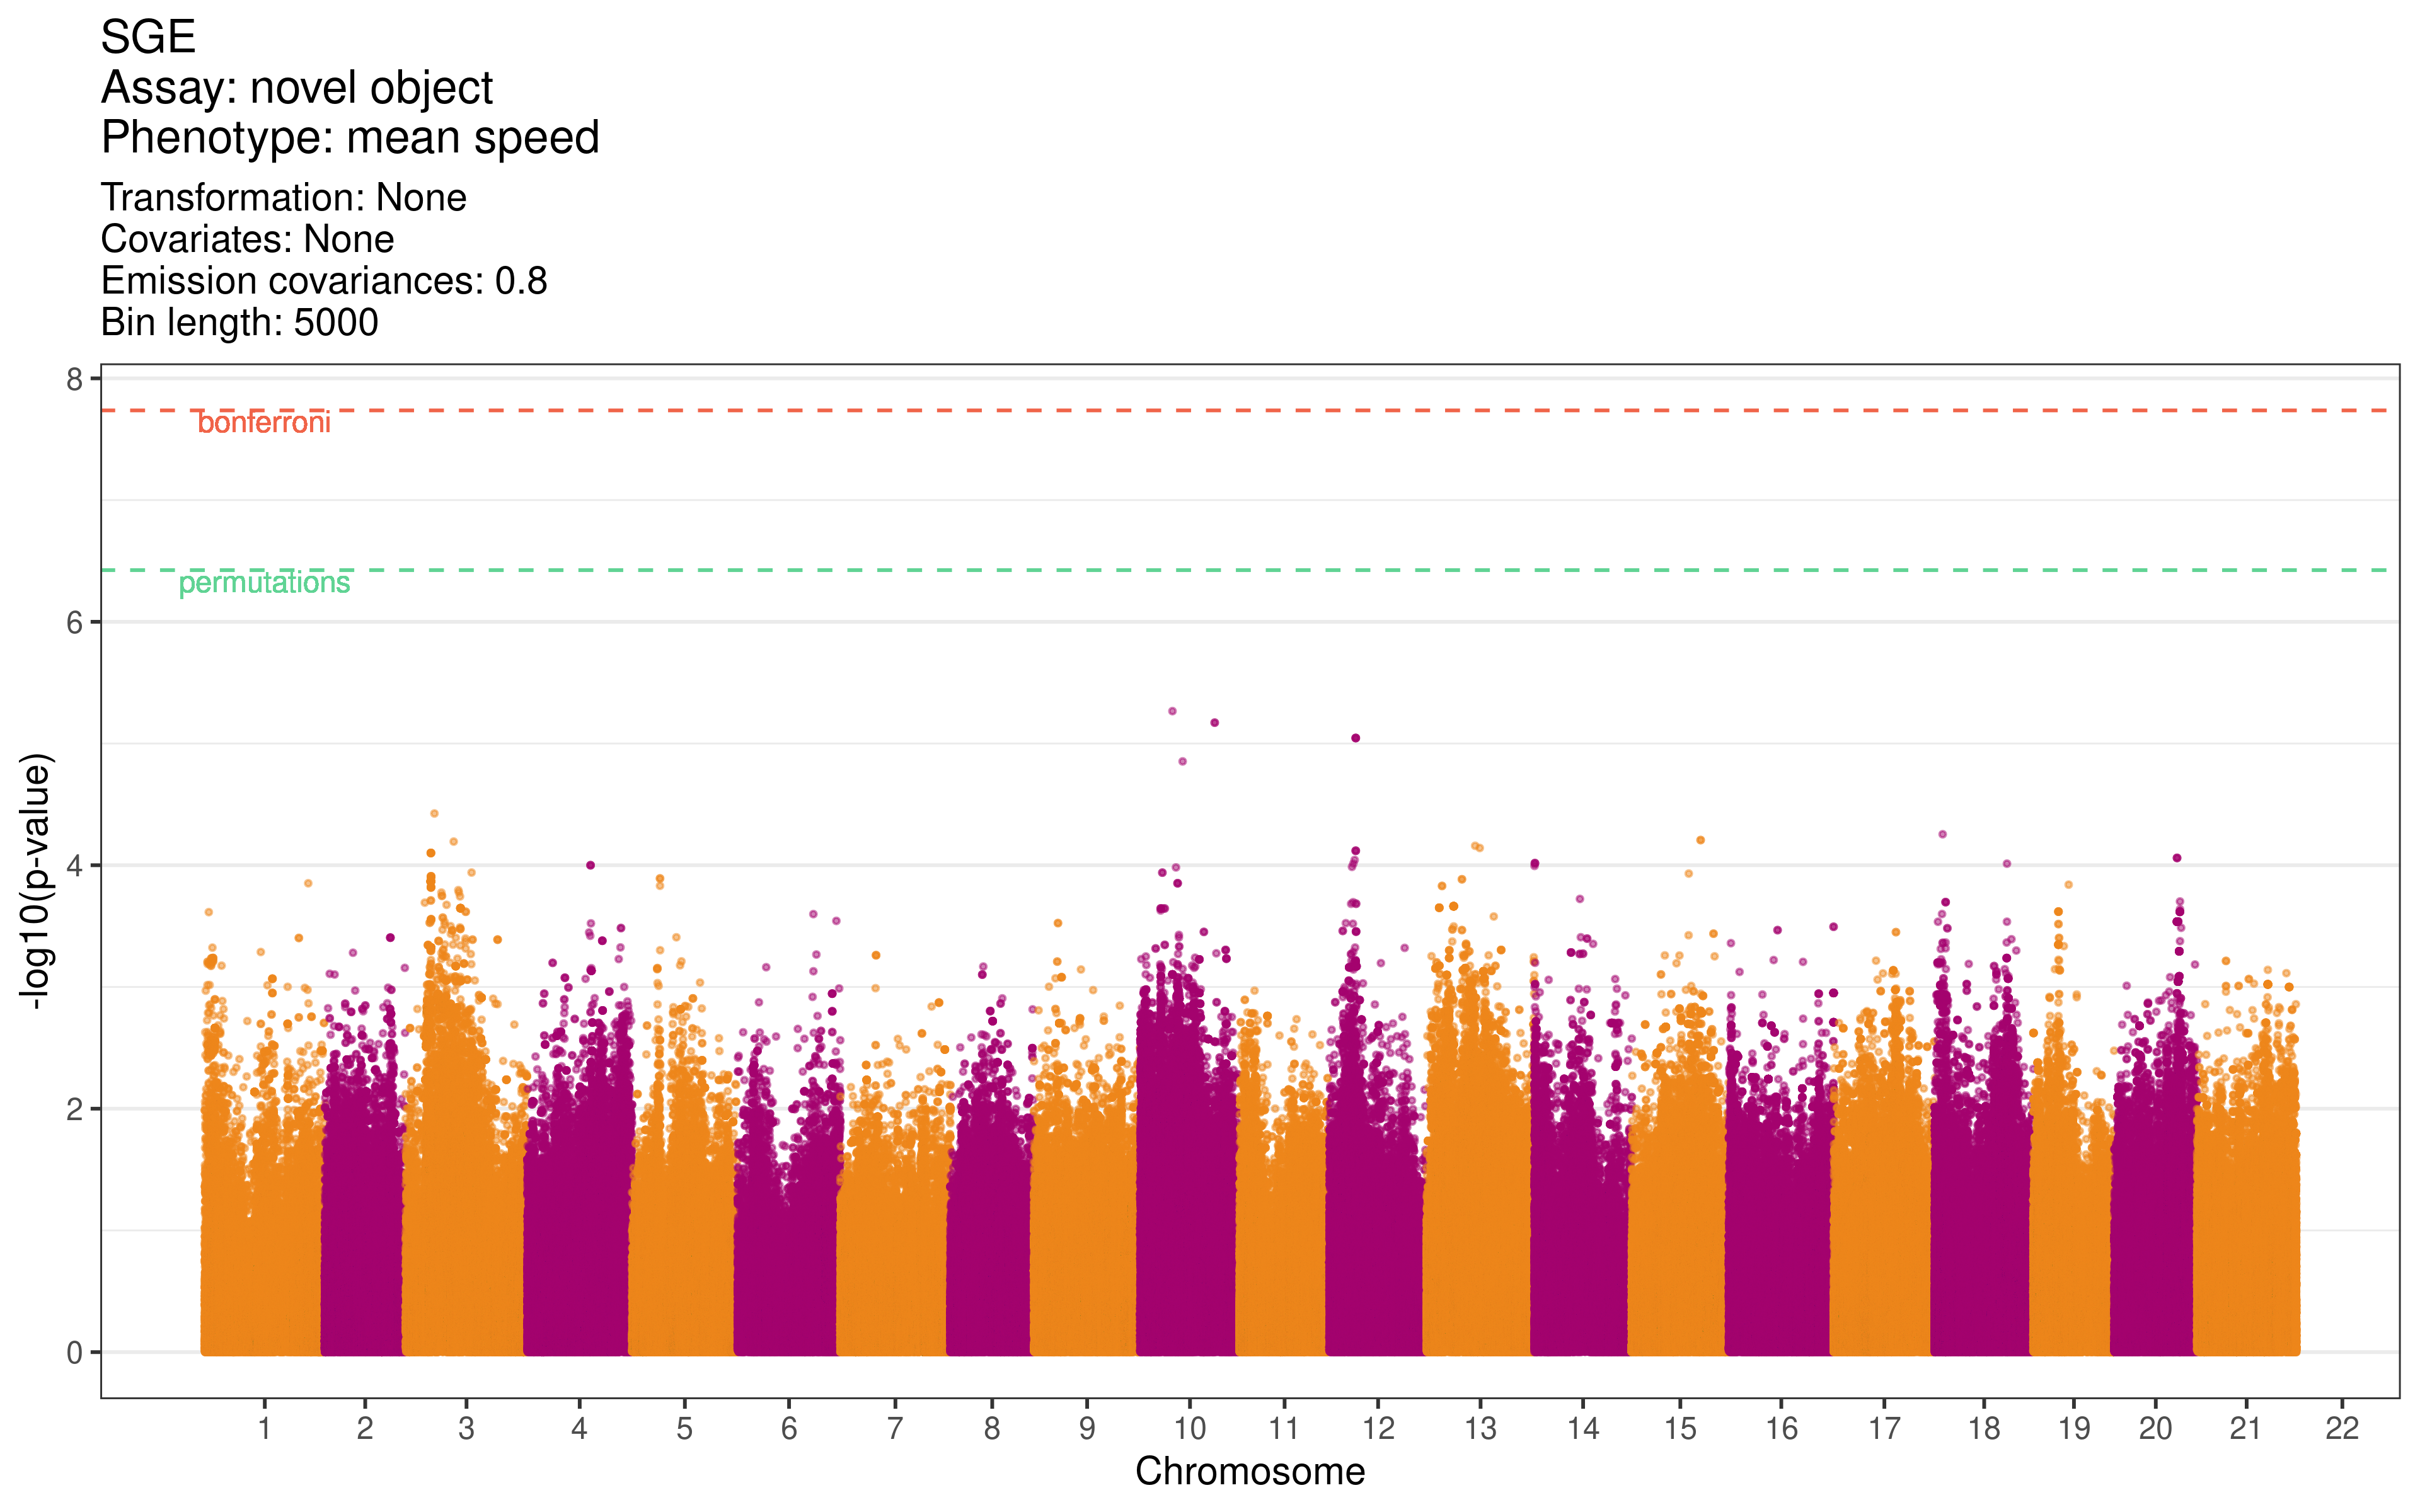 SGE
Assay: novel object
Phenotype: mean speed
Transformation: None
Covariates: None
Emission covariances: 0.8
Bin length: 5000
8
bonferroni
permutations
6
4
2
0
-log10(p-value)
1 2 3 4 5 6 7 8 9 10 11 12 13 14 15 16 17 18 19 20 21 22
Chromosome